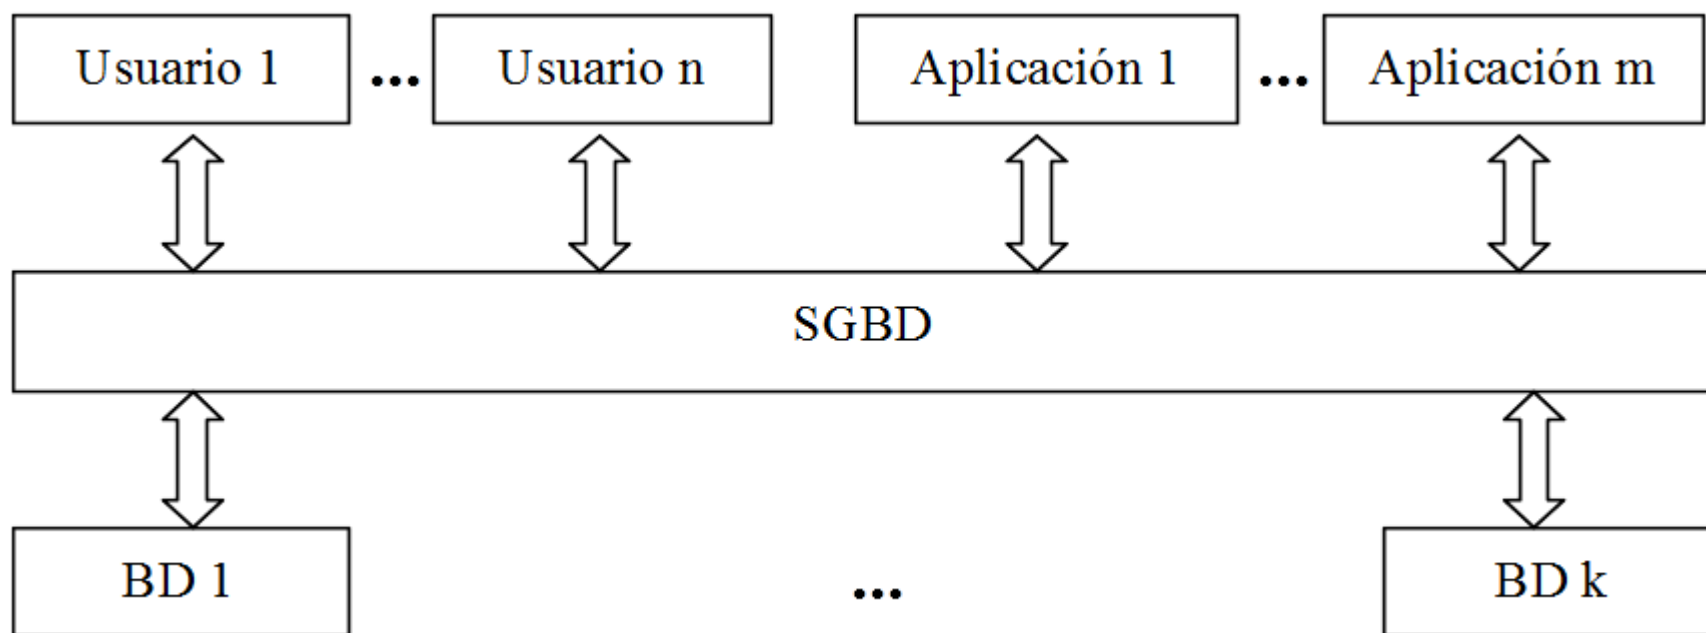 Usuario 1 ... Usuario n Aplicación 1 ... Aplicación m
SGBD
BD 1 ... BD k